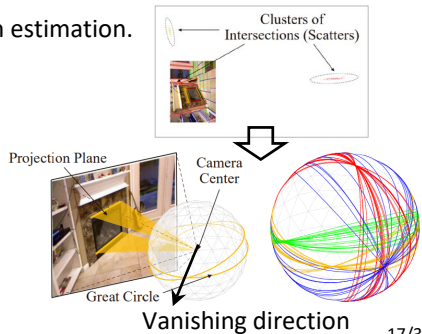 n estimation.
Clusters of
Intersections (Scatters)
Projection Plane
Camera
Center
Great Circle
Vanishing direction
17/3